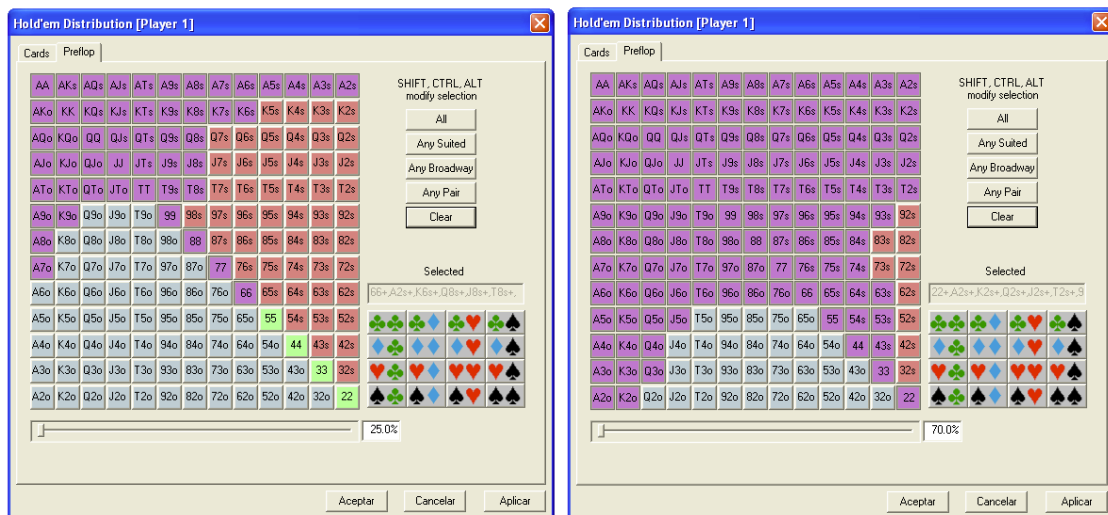 Hold'em Distribution [Player 1]
Cards Preflop
AA AKs AQs AJs ATs A9s A8s A7s A6s A5s A4s A3s A2s
AKo KK KQs KJs KTs K9s K8s K7s K6s K5s K4s K3s K2s
AQo KQo QQ QJs QTs Q9s Q8s Q7s Q6s Q5s Q4s Q3s Q2s
AJo KJo QJo JJ JTs J9s J8s J7s J6s J5s J4s J3s J2s
ATo KTo QTo JTo TT T9s T8s T7s T6s T5s T4s T3s T2s
A9o K9o Q9o J9o T9o 99 98s 97s 96s 95s 94s 93s 92s
A8o K8o Q8o J8o T8o 98o 88 87s 86s 85s 84s 83s 82s
A7o K7o Q7o J7o T7o 97o 87o 77 76s 75s 74s 73s 72s
A6o K6o Q6o J6o T6o 96o 86o 76o 66 65s 64s 63s 62s
A5o K5o Q5o J5o T5o 95o 85o 75o 65o 55 54s 53s 52s
A4o K4o Q4o J4o T4o 94o 84o 74o 64o 54o 44 43s 42s
A3o K3o Q3o J3o T3o 93o 83o 73o 63o 53o 43o 33 32s
A2o K2o Q2o J2o T2o 92o 82o 72o 62o 52o 42o 32o 22
25.0%
SHIFT, CTRL, ALT
modify selection
All
Any Suited
Any Broadway
Any Pair
Clear
Selected
66+,A2s+,K6s+,Q8s+,J8s+,T8s+,
Aceptar Cancelar Aplicar
Hold'em Distribution [Player 1]
Cards Preflop
AA AKs AQs AJs ATs A9s A8s A7s A6s A5s A4s A3s A2s
AKo KK KQs KJs KTs K9s K8s K7s K6s K5s K4s K3s K2s
AQo KQo QQ QJs QTs Q9s Q8s Q7s Q6s Q5s Q4s Q3s Q2s
AJo KJo QJo JJ JTs J9s J8s J7s J6s J5s J4s J3s J2s
ATo KTo QTo JTo TT T9s T8s T7s T6s T5s T4s T3s T2s
A9o K9o Q9o J9o T9o 99 98s 97s 96s 95s 94s 93s 92s
A8o K8o Q8o J8o T8o 98o 88 87s 86s 85s 84s 83s 82s
A7o K7o Q7o J7o T7o 97o 87o 77 76s 75s 74s 73s 72s
A6o K6o Q6o J6o T6o 96o 86o 76o 66 65s 64s 63s 62s
A5o K5o Q5o J5o T5o 95o 85o 75o 65o 55 54s 53s 52s
A4o K4o Q4o J4o T4o 94o 84o 74o 64o 54o 44 43s 42s
A3o K3o Q3o J3o T3o 93o 83o 73o 63o 53o 43o 33 32s
A2o K2o Q2o J2o T2o 92o 82o 72o 62o 52o 42o 32o 22
70.0%
SHIFT, CTRL, ALT
modify selection
All
Any Suited
Any Broadway
Any Pair
Clear
Selected
22+,A2s+,K2s+,Q2s+,J2s+,T2s+,9
Aceptar Cancelar Aplicar